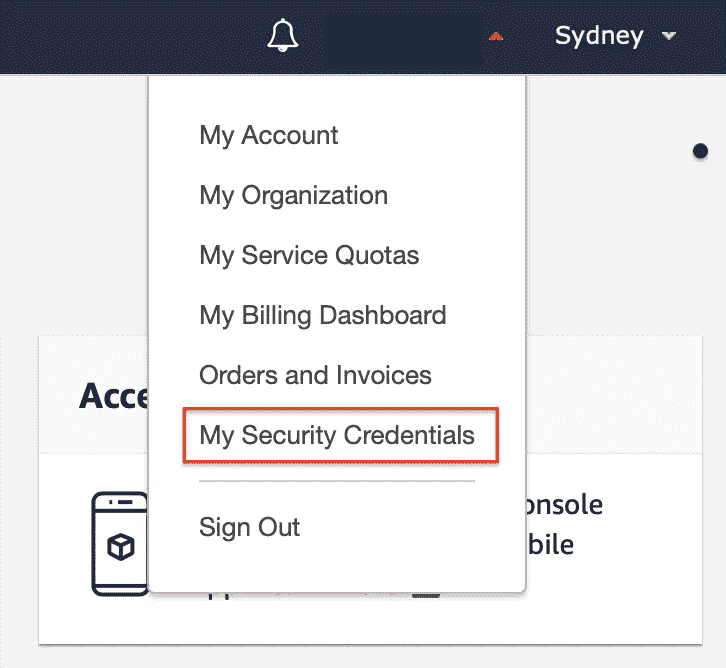 Sydney
My Account
My Organization
My Service Quotas
My Billing Dashboard
Orders and Invoices
My Security Credentials
Sign Out
Acce
onsole
bile